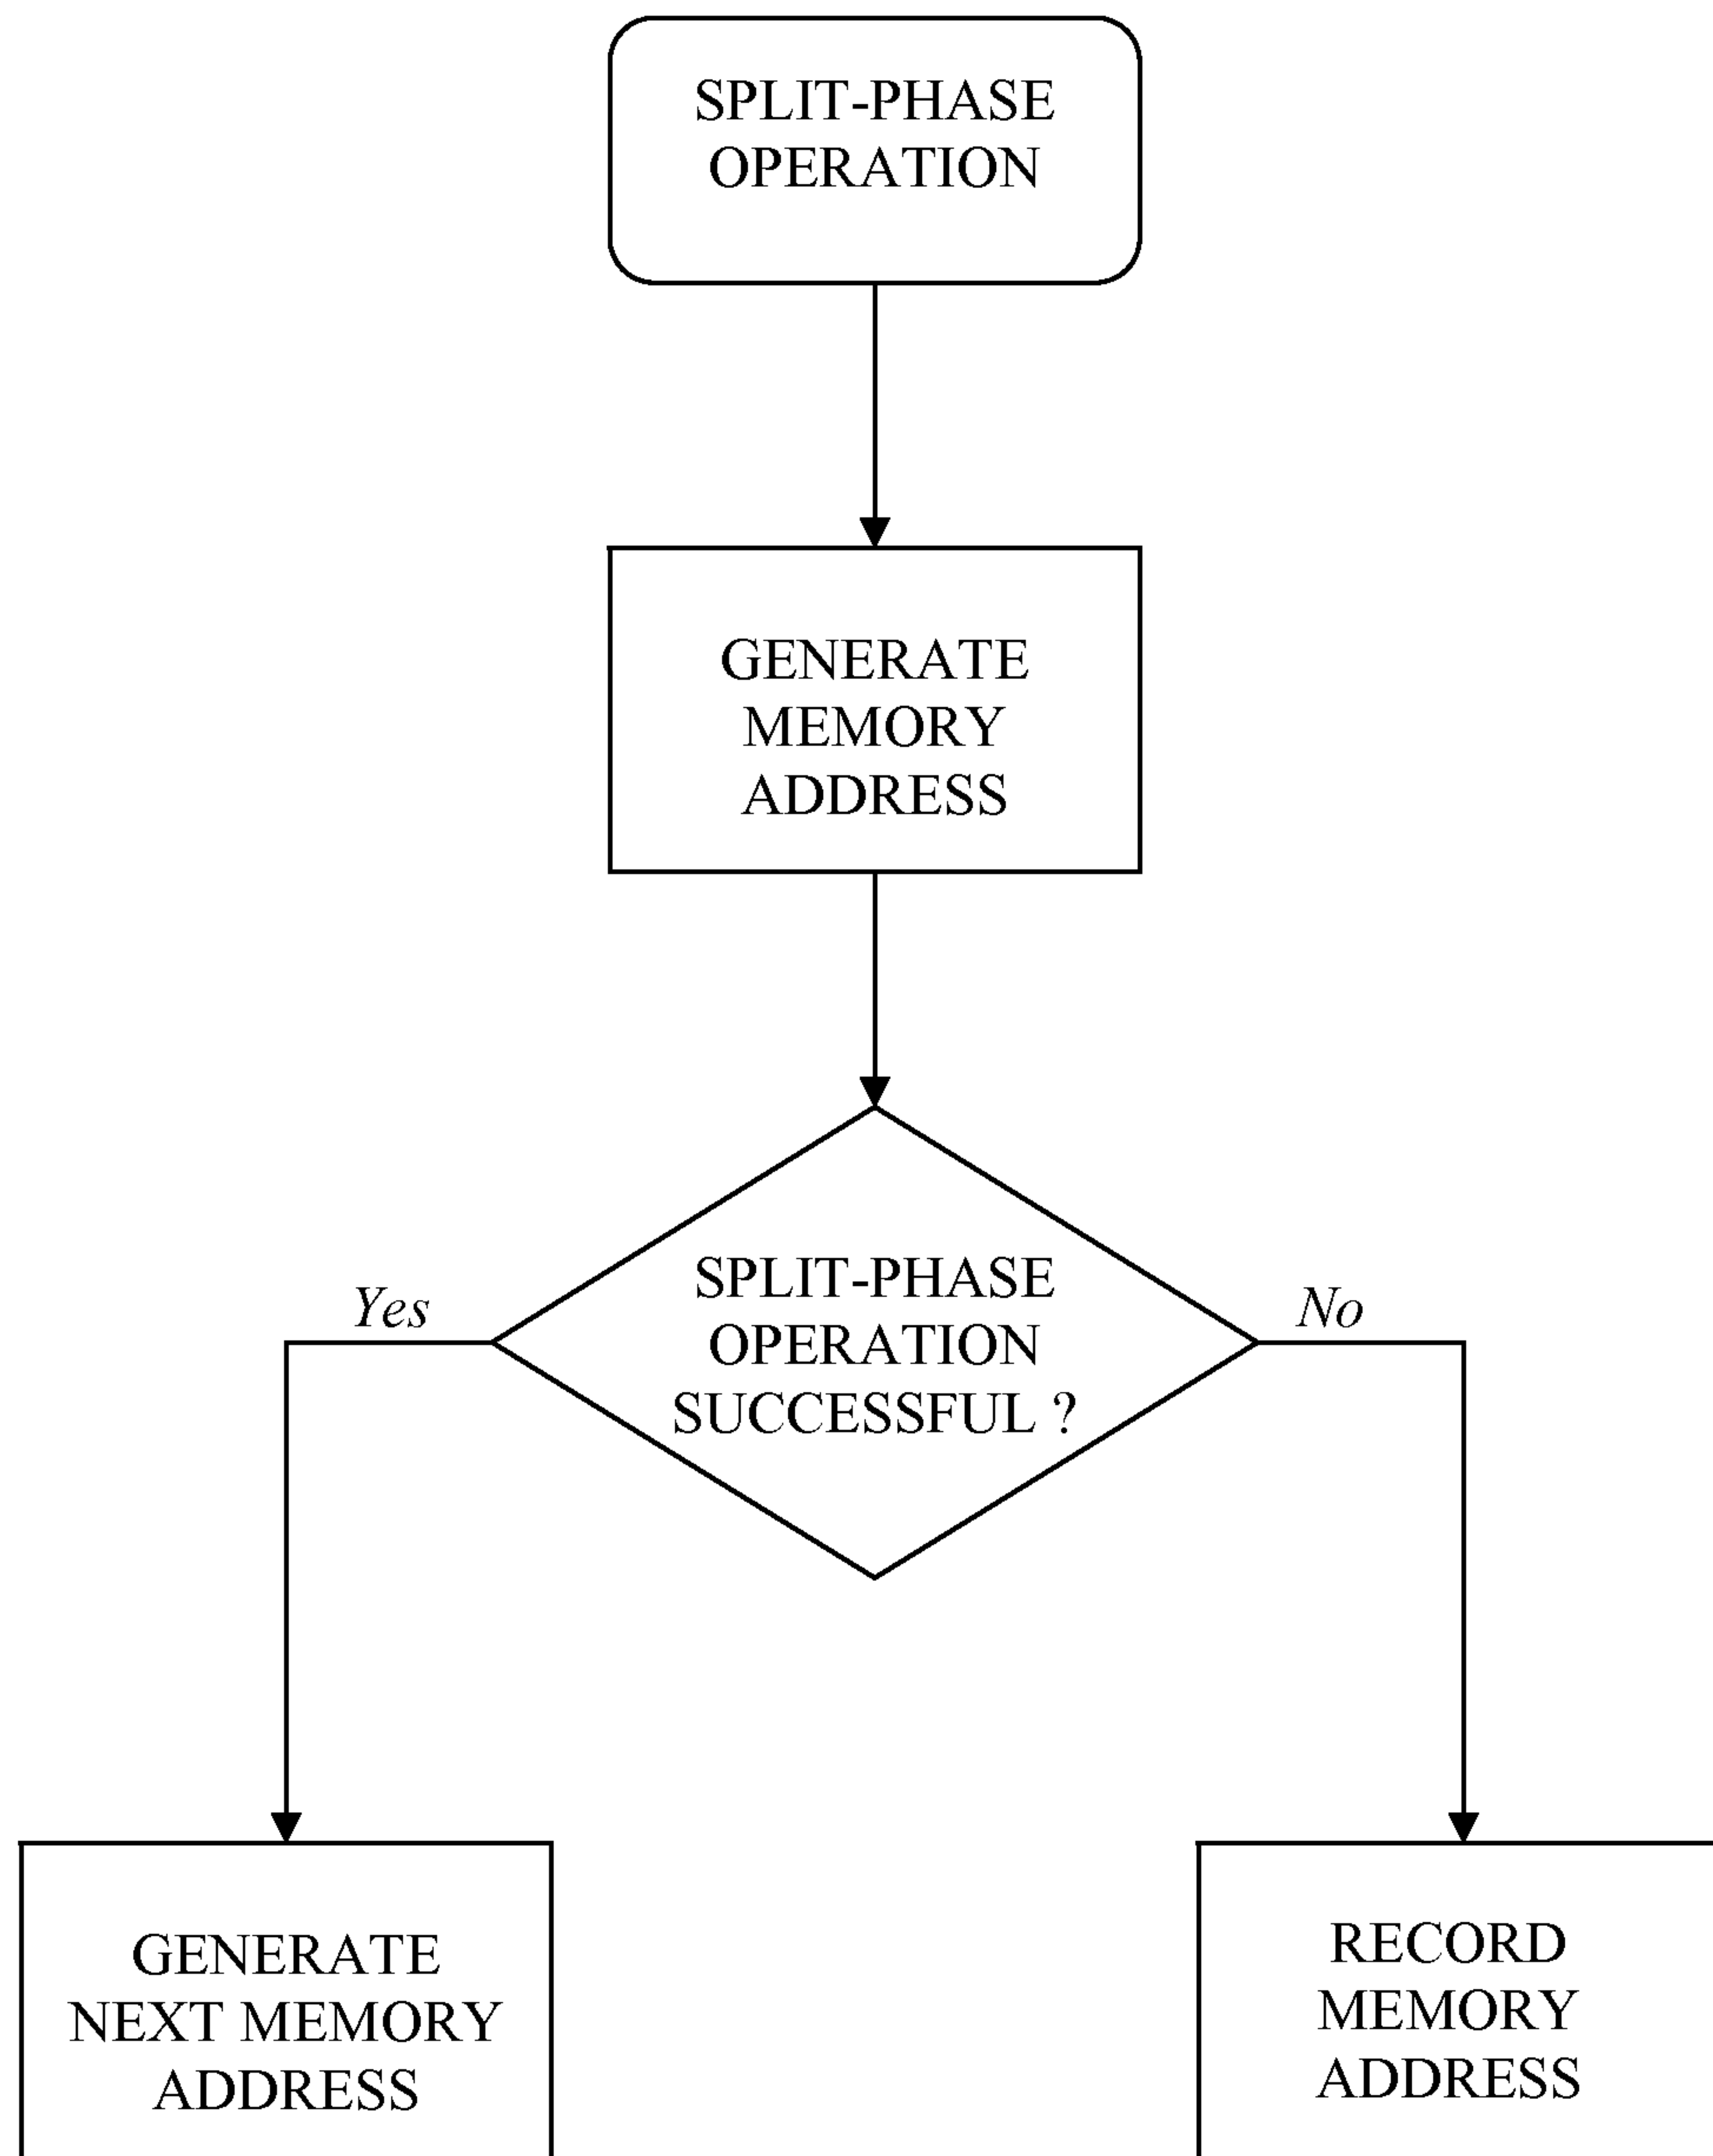 SPLIT-PHASE
OPERATION
GENERATE
MEMORY
ADDRESS
SPLIT-PHASE
OPERATION
SUCCESSFUL ?
Yes
No
GENERATE
NEXT MEMORY
ADDRESS
RECORD
MEMORY
ADDRESS